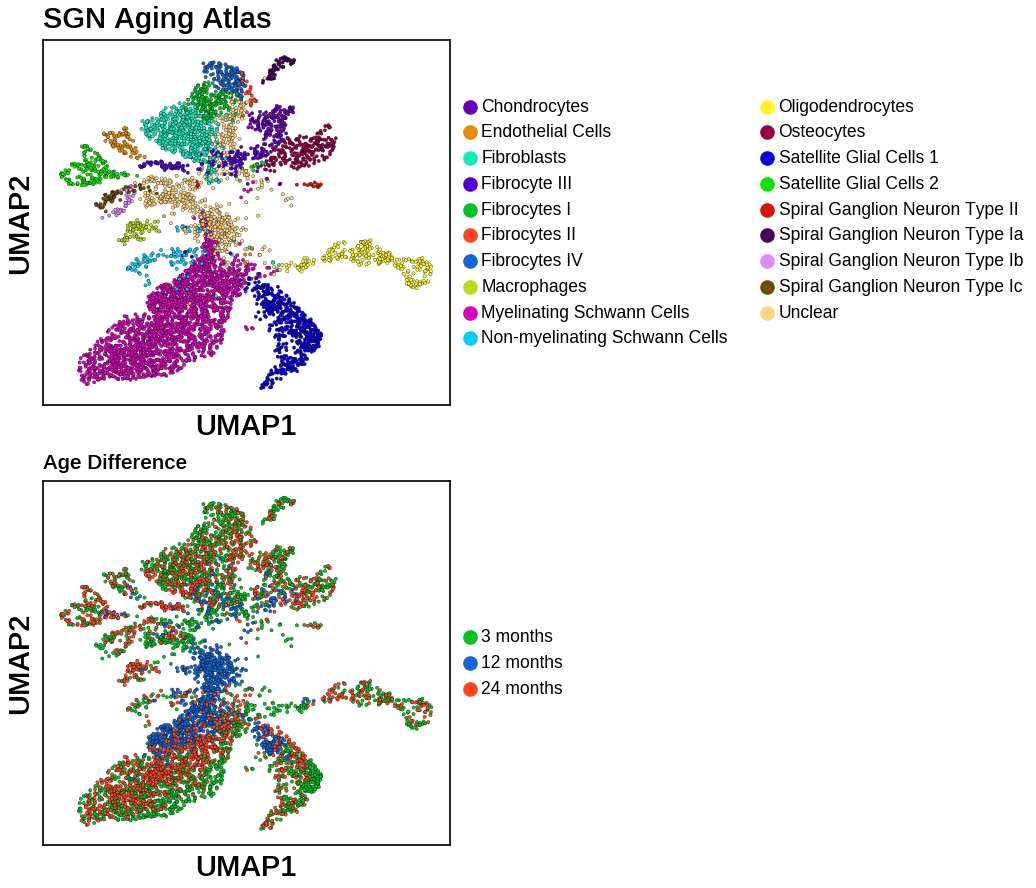 SGN Aging Atlas
UMAP2
UMAP1
Chondrocytes
Endothelial Cells
Fibroblasts
Fibrocyte III
Fibrocytes I
Fibrocytes II
Fibrocytes IV
Macrophages
Myelinating Schwann Cells
Non-myelinating Schwann Cells
Oligodendrocytes
Osteocytes
Satellite Glial Cells 1
Satellite Glial Cells 2
Spiral Ganglion Neuron Type II
Spiral Ganglion Neuron Type Ia
Spiral Ganglion Neuron Type Ib
Spiral Ganglion Neuron Type Ic
Unclear
Age Difference
UMAP2
UMAP1
3 months
12 months
24 months